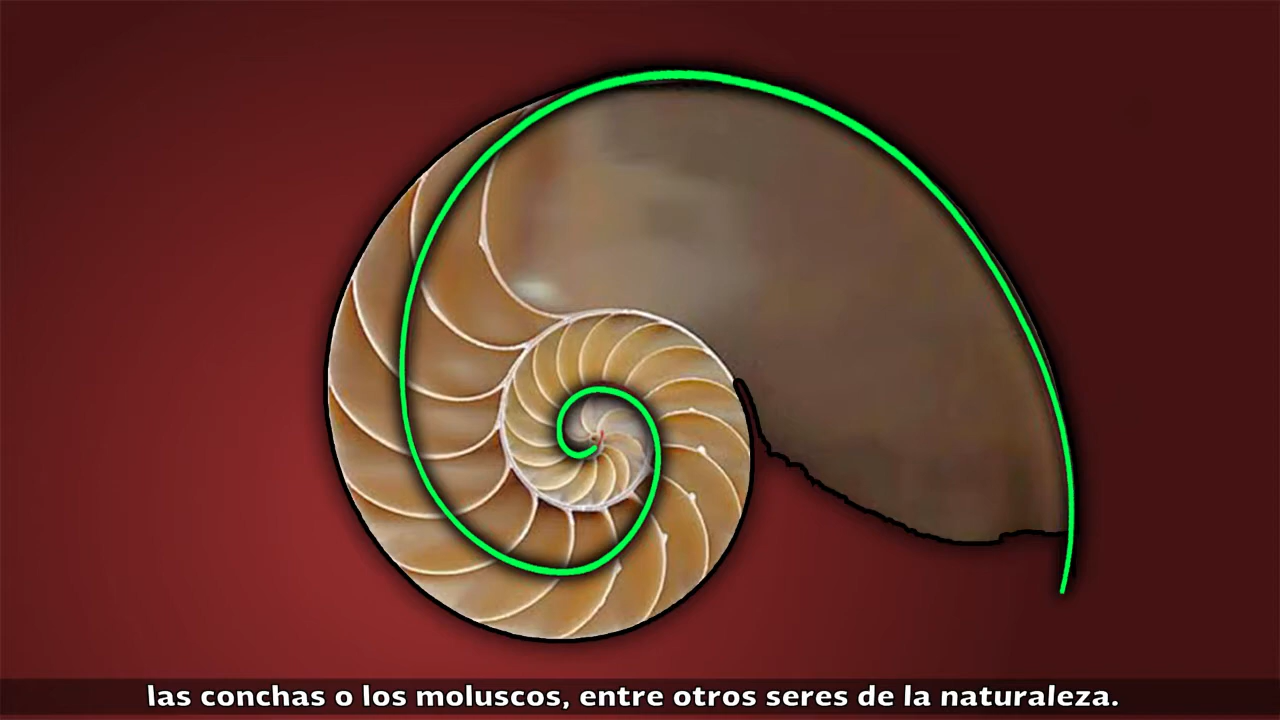 las conchas o los moluscos, entre otros seres de la naturaleza.